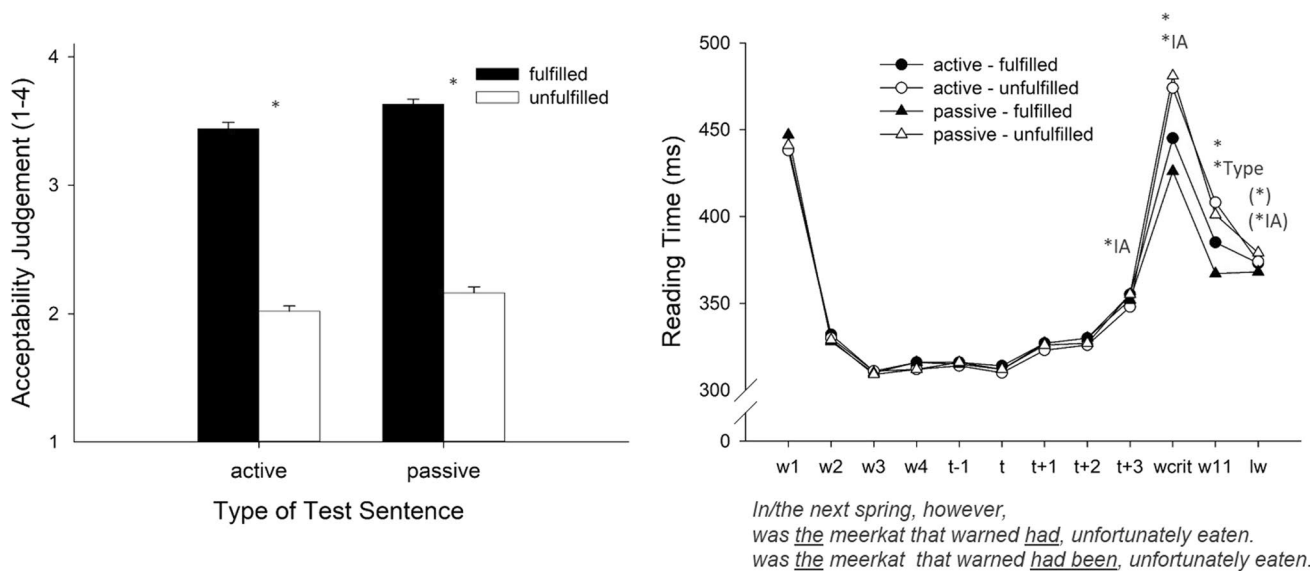 4
3
2
1
Acceptability Judgement (1-4)
fulfilled
unfulfilled
*
*
active
passive
Type of Test Sentence
500
450
400
350
300
0
Reading Time (ms)
active - fulfilled
active - unfulfilled
passive - fulfilled
passive - unfulfilled
*
*IA
*
*Type
(*)
(*IA)
*IA
w1 w2 w3 w4 t-1 t t+1 t+2 t+3 wcrit w11 lw
In/the next spring, however,
was the meerkat that warned had, unfortunately eaten.
was the meerkat that warned had been, unfortunately eaten.